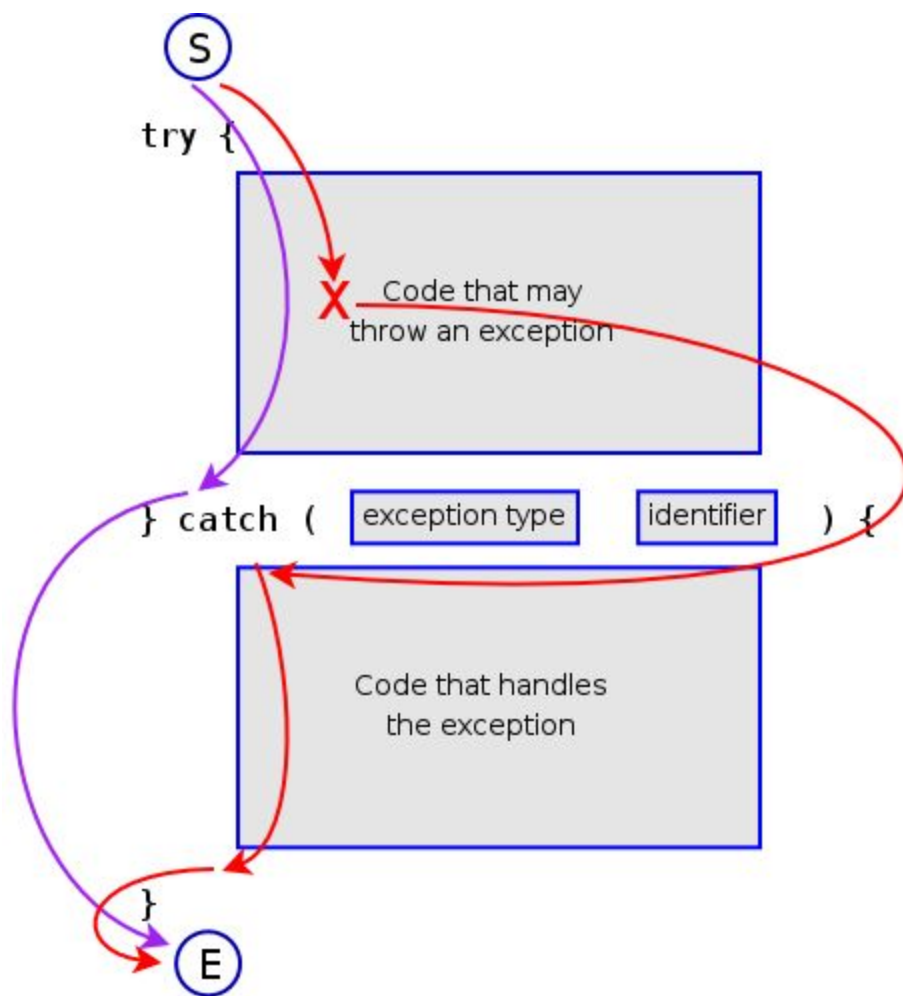 S
try {
X
Code that may
throw an exception
} catch ( exception type identifier ) {
Code that handles
the exception
}
E